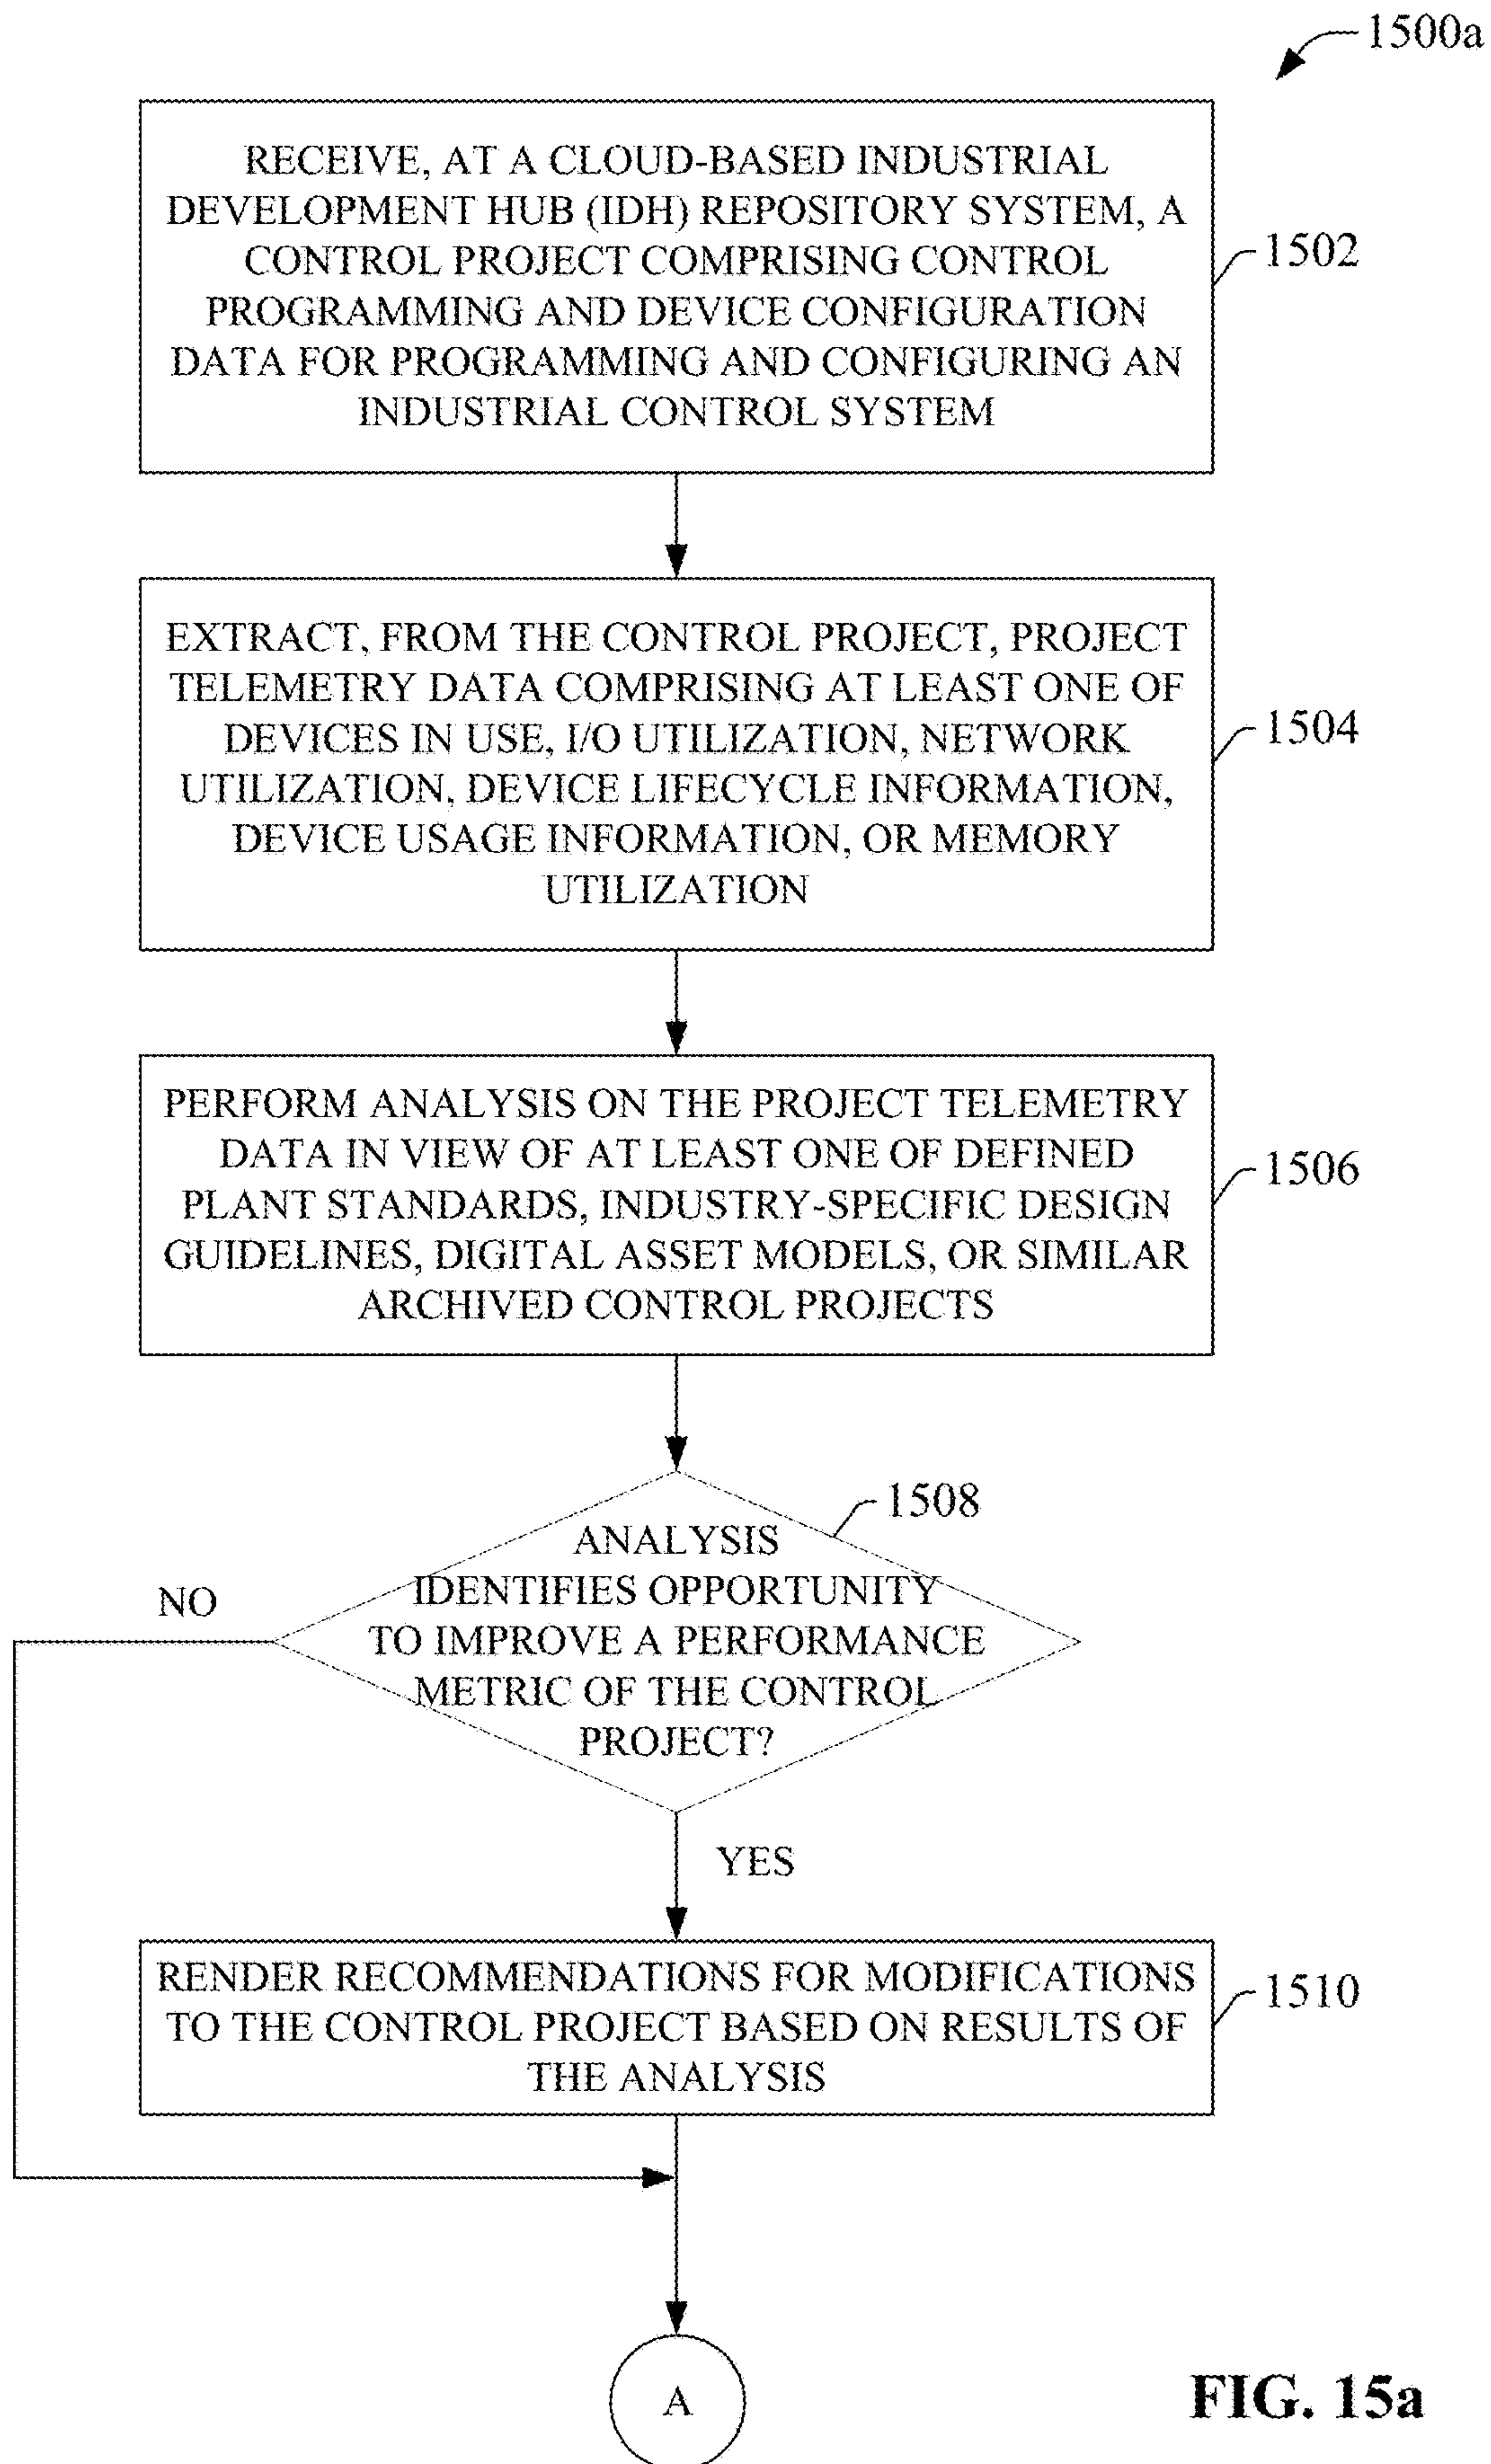 1500a
RECEIVE, AT A CLOUD-BASED INDUSTRIAL
DEVELOPMENT HUB (IDH) REPOSITORY SYSTEM, A
CONTROL PROJECT COMPRISING CONTROL
PROGRAMMING AND DEVICE CONFIGURATION
DATA FOR PROGRAMMING AND CONFIGURING AN
INDUSTRIAL CONTROL SYSTEM
1502
EXTRACT, FROM THE CONTROL PROJECT, PROJECT
TELEMETRY DATA COMPRISING AT LEAST ONE OF
DEVICES IN USE, I/O UTILIZATION, NETWORK
UTILIZATION, DEVICE LIFECYCLE INFORMATION,
DEVICE USAGE INFORMATION, OR MEMORY
UTILIZATION
1504
PERFORM ANALYSIS ON THE PROJECT TELEMETRY
DATA IN VIEW OF AT LEAST ONE OF DEFINED
PLANT STANDARDS, INDUSTRY-SPECIFIC DESIGN
GUIDELINES, DIGITAL ASSET MODELS, OR SIMILAR
ARCHIVED CONTROL PROJECTS
1506
1508
ANALYSIS
IDENTIFIES OPPORTUNITY
TO IMPROVE A PERFORMANCE
METRIC OF THE CONTROL
PROJECT?
NO
YES
RENDER RECOMMENDATIONS FOR MODIFICATIONS
TO THE CONTROL PROJECT BASED ON RESULTS OF
THE ANALYSIS
1510
A
FIG. 15a